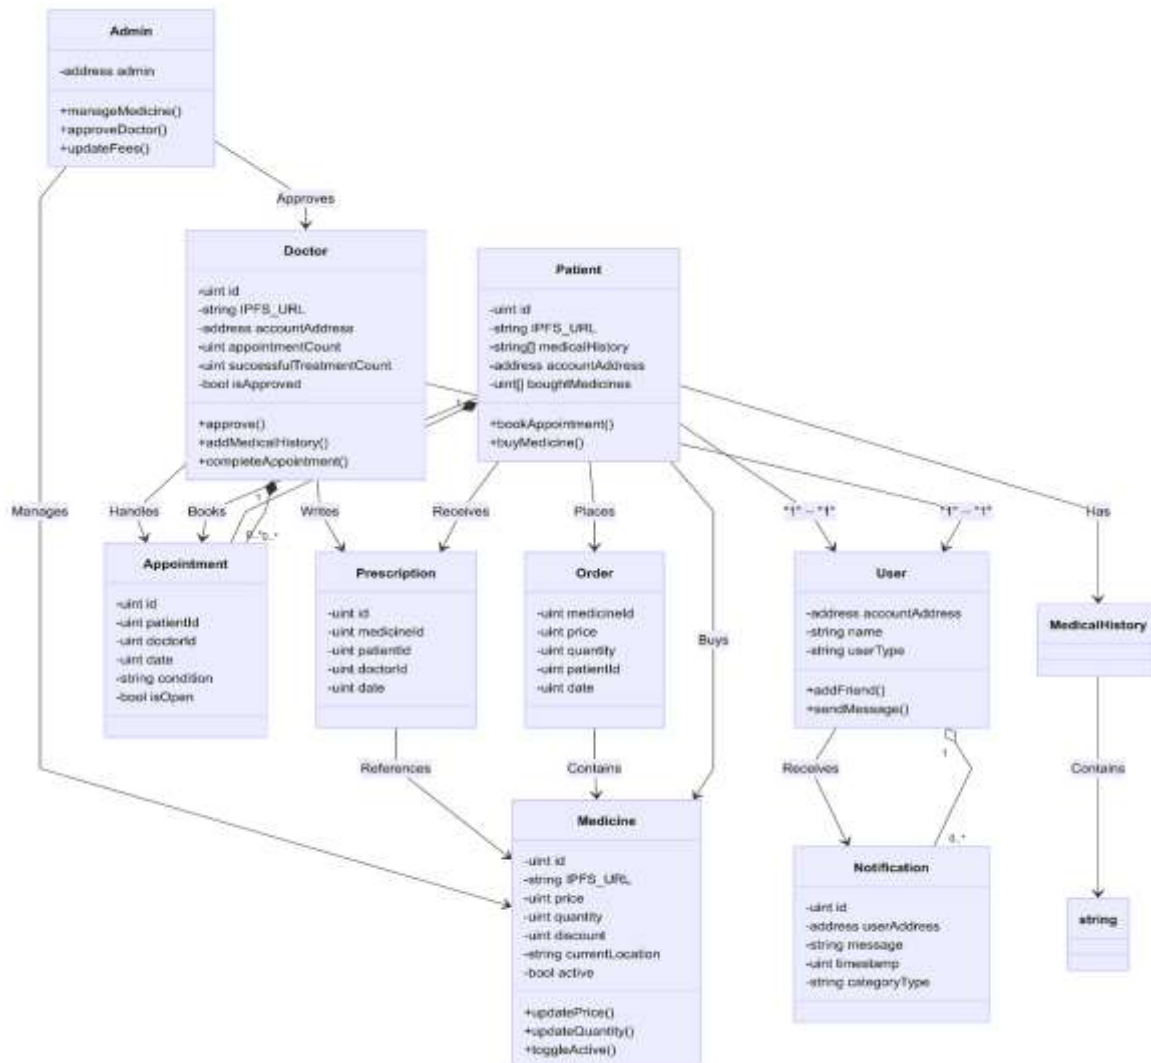 Admin
-address admin
+manageMedicine()
+approveDoctor()
+updateFees()
Approves
Doctor
-uint id
-string IPFS_URL
-address accountAddress
-uint appointmentCount
-uint successfulTreatmentCount
-bool isApproved
+approve()
+addMedicalHistory()
+completeAppointment()
Patient
-uint id
-string IPFS_URL
-string[] medicalHistory
-address accountAddress
-uint[] boughtMedicines
+bookAppointment()
+buyMedicine()
1
1
Manages
Handles
Books
Writes
Receives
Places
"1" -- "1"
"1" -- "1"
Has
0..*
0..*
Appointment
-uint id
-uint patientId
-uint doctorId
-uint date
-string condition
-bool isOpen
Prescription
-uint id
-uint medicineId
-uint patientId
-uint doctorId
-uint date
Order
-uint medicineId
-uint price
-uint quantity
-uint patientId
-uint date
Buys
User
-address accountAddress
-string name
-string userType
+addFriend()
+sendMessage()
MedicalHistory
References
Contains
Receives
1
Contains
Medicine
-uint id
-string IPFS_URL
-uint price
-uint quantity
-uint discount
-string currentLocation
-bool active
+updatePrice()
+updateQuantity()
+toggleActive()
0..*
Notification
-uint id
-address userAddress
-string message
-uint timestamp
-string categoryType
string